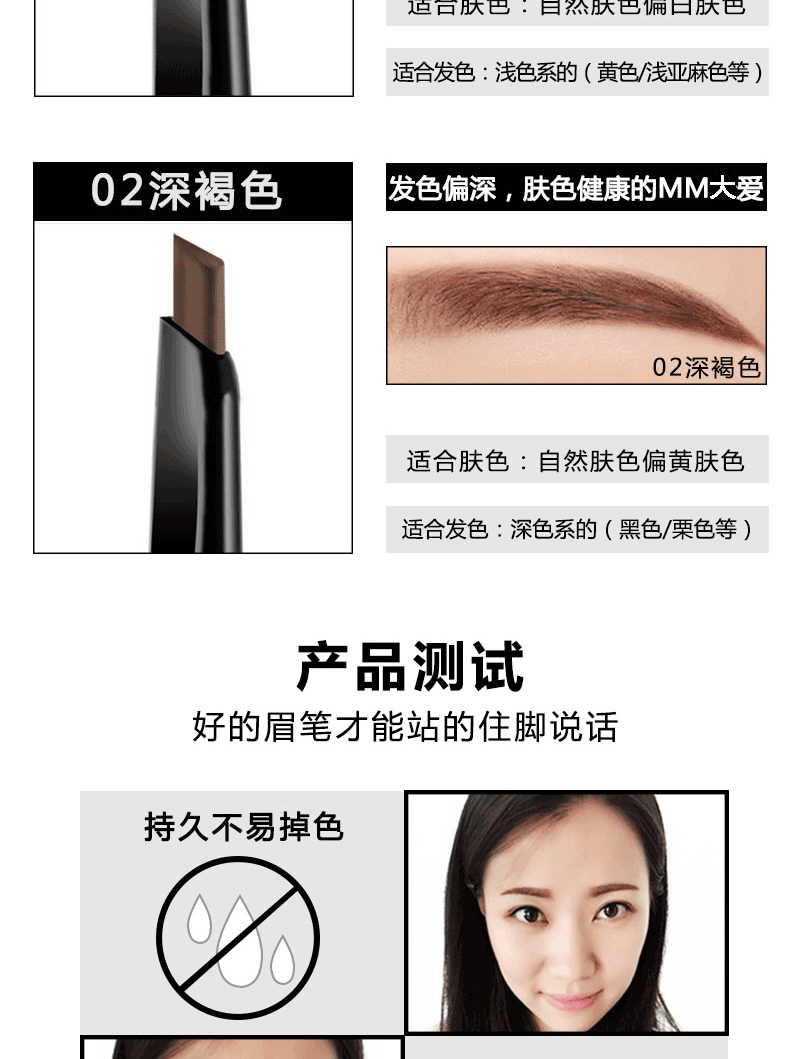 适合肤色：自然肤色偏白肤色
适合发色：浅色系的（黄色/浅亚麻色等）
02深褐色
发色偏深，肤色健康的MM大爱
02深褐色
适合肤色：自然肤色偏黄肤色
适合发色：深色系的（黑色/栗色等）
产品测试
好的眉笔才能站的住脚说话
持久不易掉色